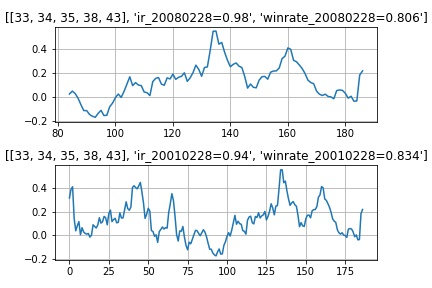 [[33, 34, 35, 38, 43], 'ir_20080228=0.98', 'winrate_20080228=0.806']
0.4
0.2
0.0
−0.2
80 100 120 140 160 180
[[33, 34, 35, 38, 43], 'ir_20010228=0.94', 'winrate_20010228=0.834']
0.4
0.2
0.0
−0.2
0 25 50 75 100 125 150 175